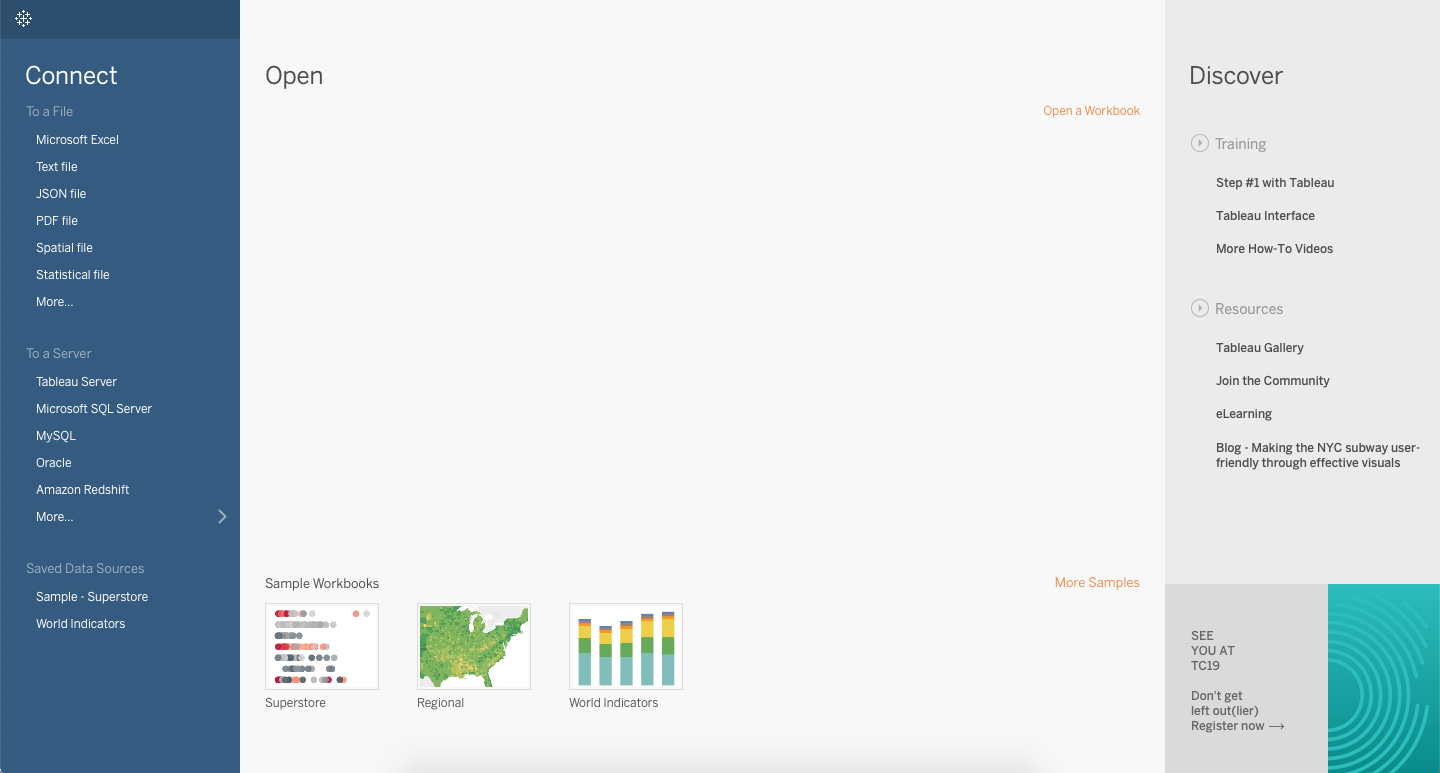 Connect
To a File
Microsoft Excel
Text file
JSON file
PDF file
Spatial file
Statistical file
More...
To a Server
Tableau Server
Microsoft SQL Server
MySQL
Oracle
Amazon Redshift
More...
Saved Data Sources
Sample - Superstore
World Indicators
Open
Open a Workbook
Sample Workbooks
More Samples
Superstore
Regional
World Indicators
Discover
Training
Step #1 with Tableau
Tableau Interface
More How-To Videos
Resources
Tableau Gallery
Join the Community
eLearning
Blog - Making the NYC subway user-
friendly through effective visuals
SEE
YOU AT
TC19
Don't get
left out(lier)
Register now →